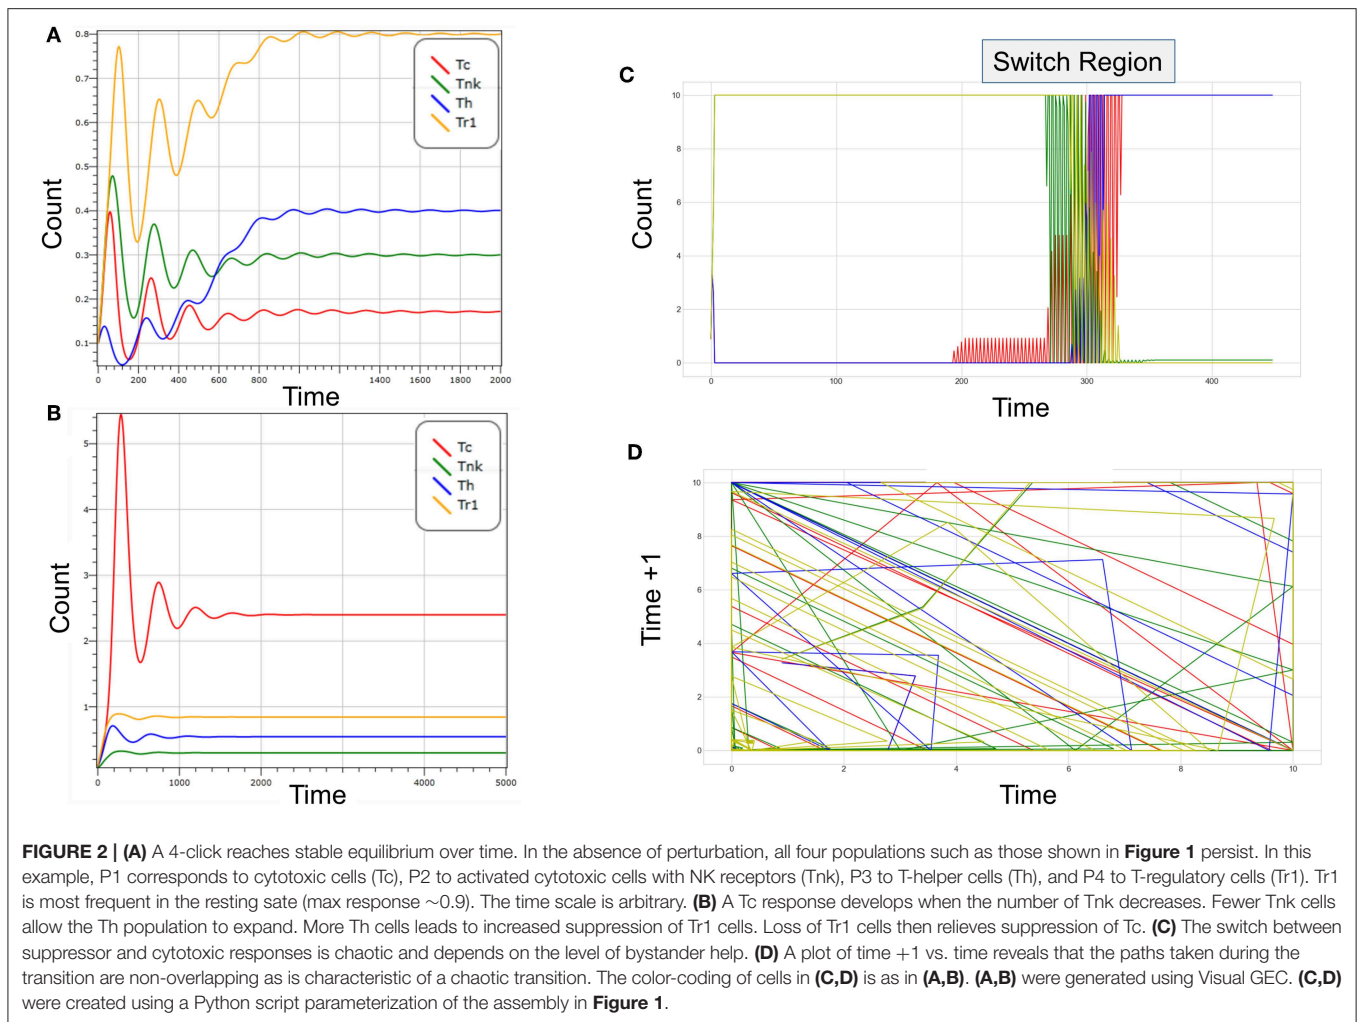 A
0.8
0.7
0.6
0.5
0.4
0.3
0.2
0.1
Count
Tc
Tnk
Th
Tr1
0 200 400 600 800 1400 1600 1800 2000
Time
B
5
4
3
2
1
Count
Tc
Tnk
Th
Tr1
0 1000 2000 4000 5000
Time
Switch Region
C
10
8
6
4
2
0
Count
0 100 200 300 400
Time
D
10
8
6
4
2
0
Time +1
0 2 4 6 8 10
Time
FIGURE 2 | (A) A 4-click reaches stable equilibrium over time. In the absence of perturbation, all four populations such as those shown in Figure 1 persist. In this
example, P1 corresponds to cytotoxic cells (Tc), P2 to activated cytotoxic cells with NK receptors (Tnk), P3 to T-helper cells (Th), and P4 to T-regulatory cells (Tr1). Tr1
is most frequent in the resting sate (max response ~0.9). The time scale is arbitrary. (B) A Tc response develops when the number of Tnk decreases. Fewer Tnk cells
allow the Th population to expand. More Th cells leads to increased suppression of Tr1 cells. Loss of Tr1 cells then relieves suppression of Tc. (C) The switch between
suppressor and cytotoxic responses is chaotic and depends on the level of bystander help. (D) A plot of time +1 vs. time reveals that the paths taken during the
transition are non-overlapping as is characteristic of a chaotic transition. The color-coding of cells in (C,D) is as in (A,B). (A,B) were generated using Visual GEC. (C,D)
were created using a Python script parameterization of the assembly in Figure 1.